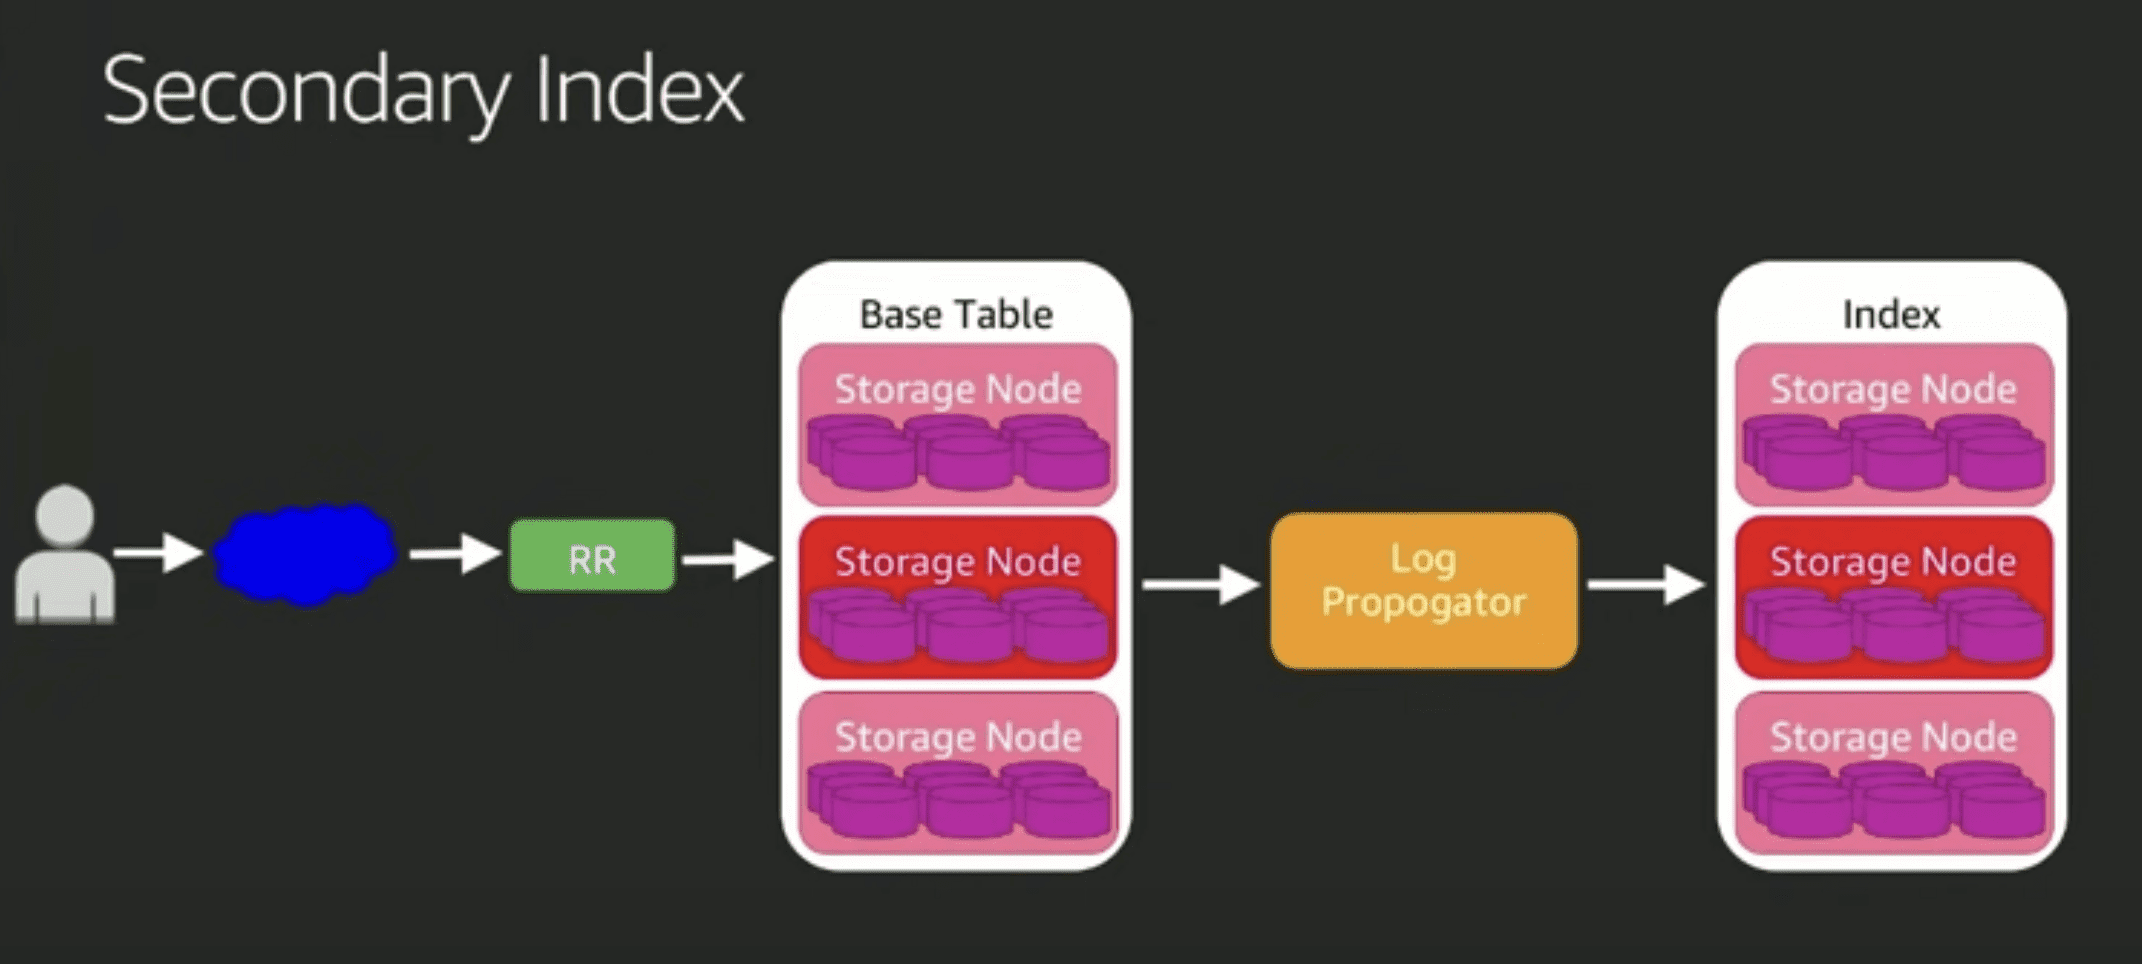 Secondary Index
RR
Base Table
Storage Node
Storage Node
Storage Node
Log
Propogator
Index
Storage Node
Storage Node
Storage Node